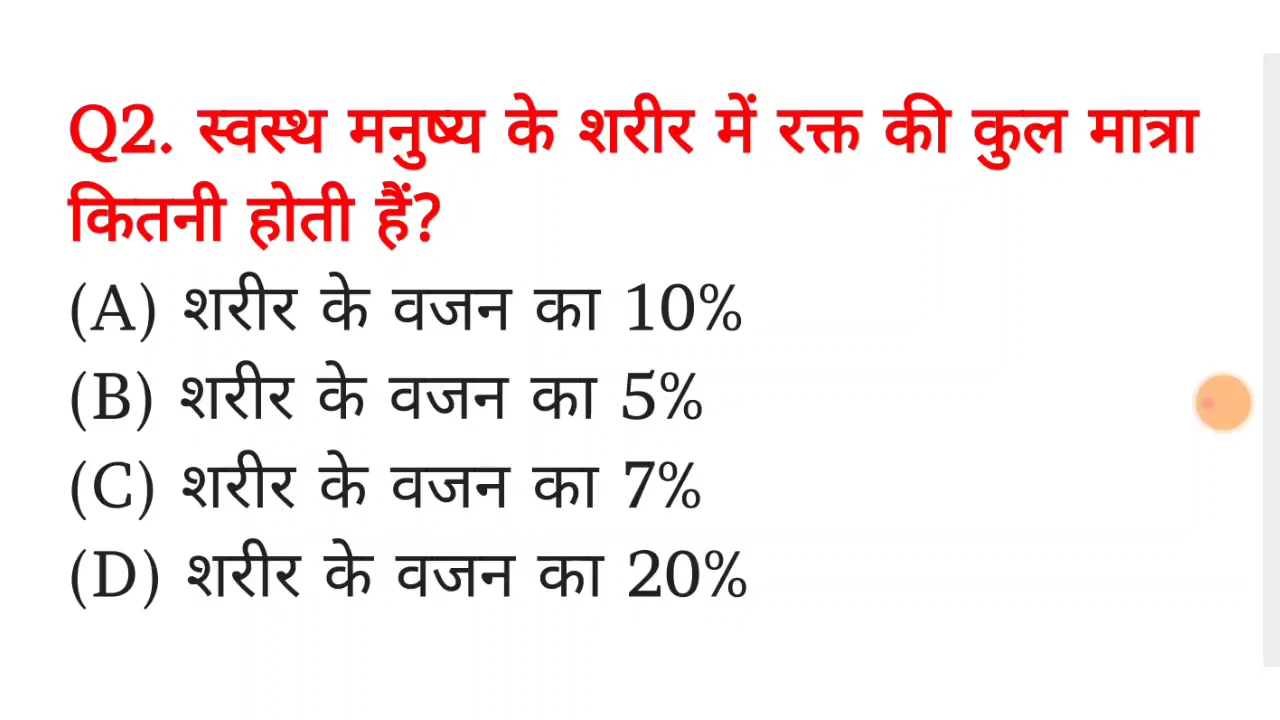 Q2. स्वस्थ मनुष्य के शरीर में रक्त की कुल मात्रा
कितनी होती हैं?
(A) शरीर के वजन का 10%
(B) शरीर के वजन का 5%
(C) शरीर के वजन का 7%
(D) शरीर के वजन का 20%